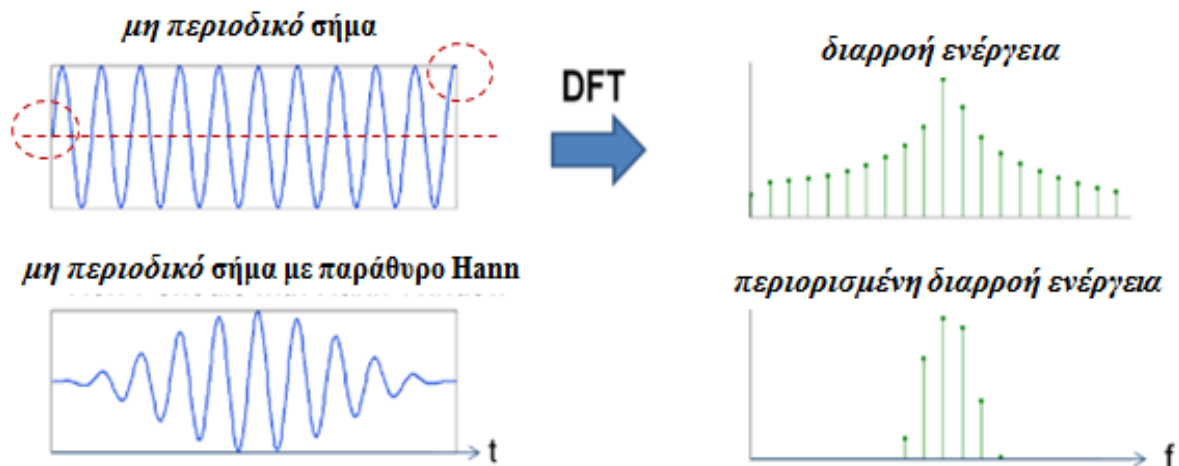 μη περιοδικό σήμα
διαρροή ενέργεια
DFT
μη περιοδικό σήμα με παράθυρο Hann
περιορισμένη διαρροή ενέργεια
t
f